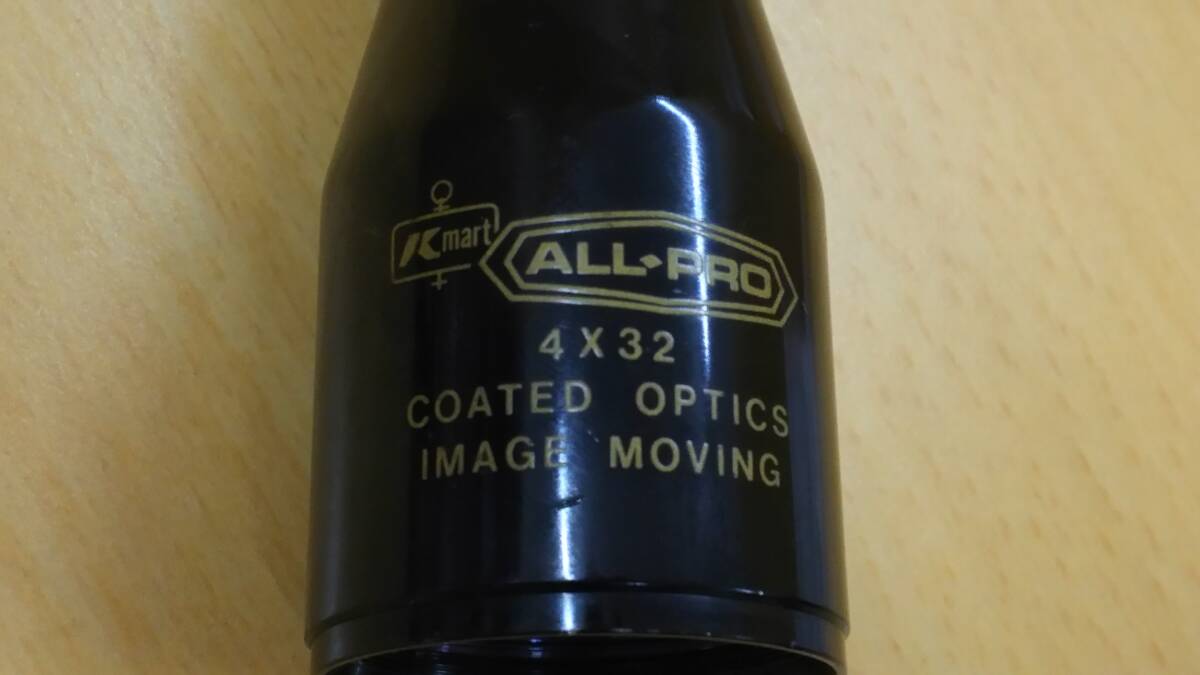 Kmart ALL-PRO
4X32
COATED OPTICS
IMAGE MOVING